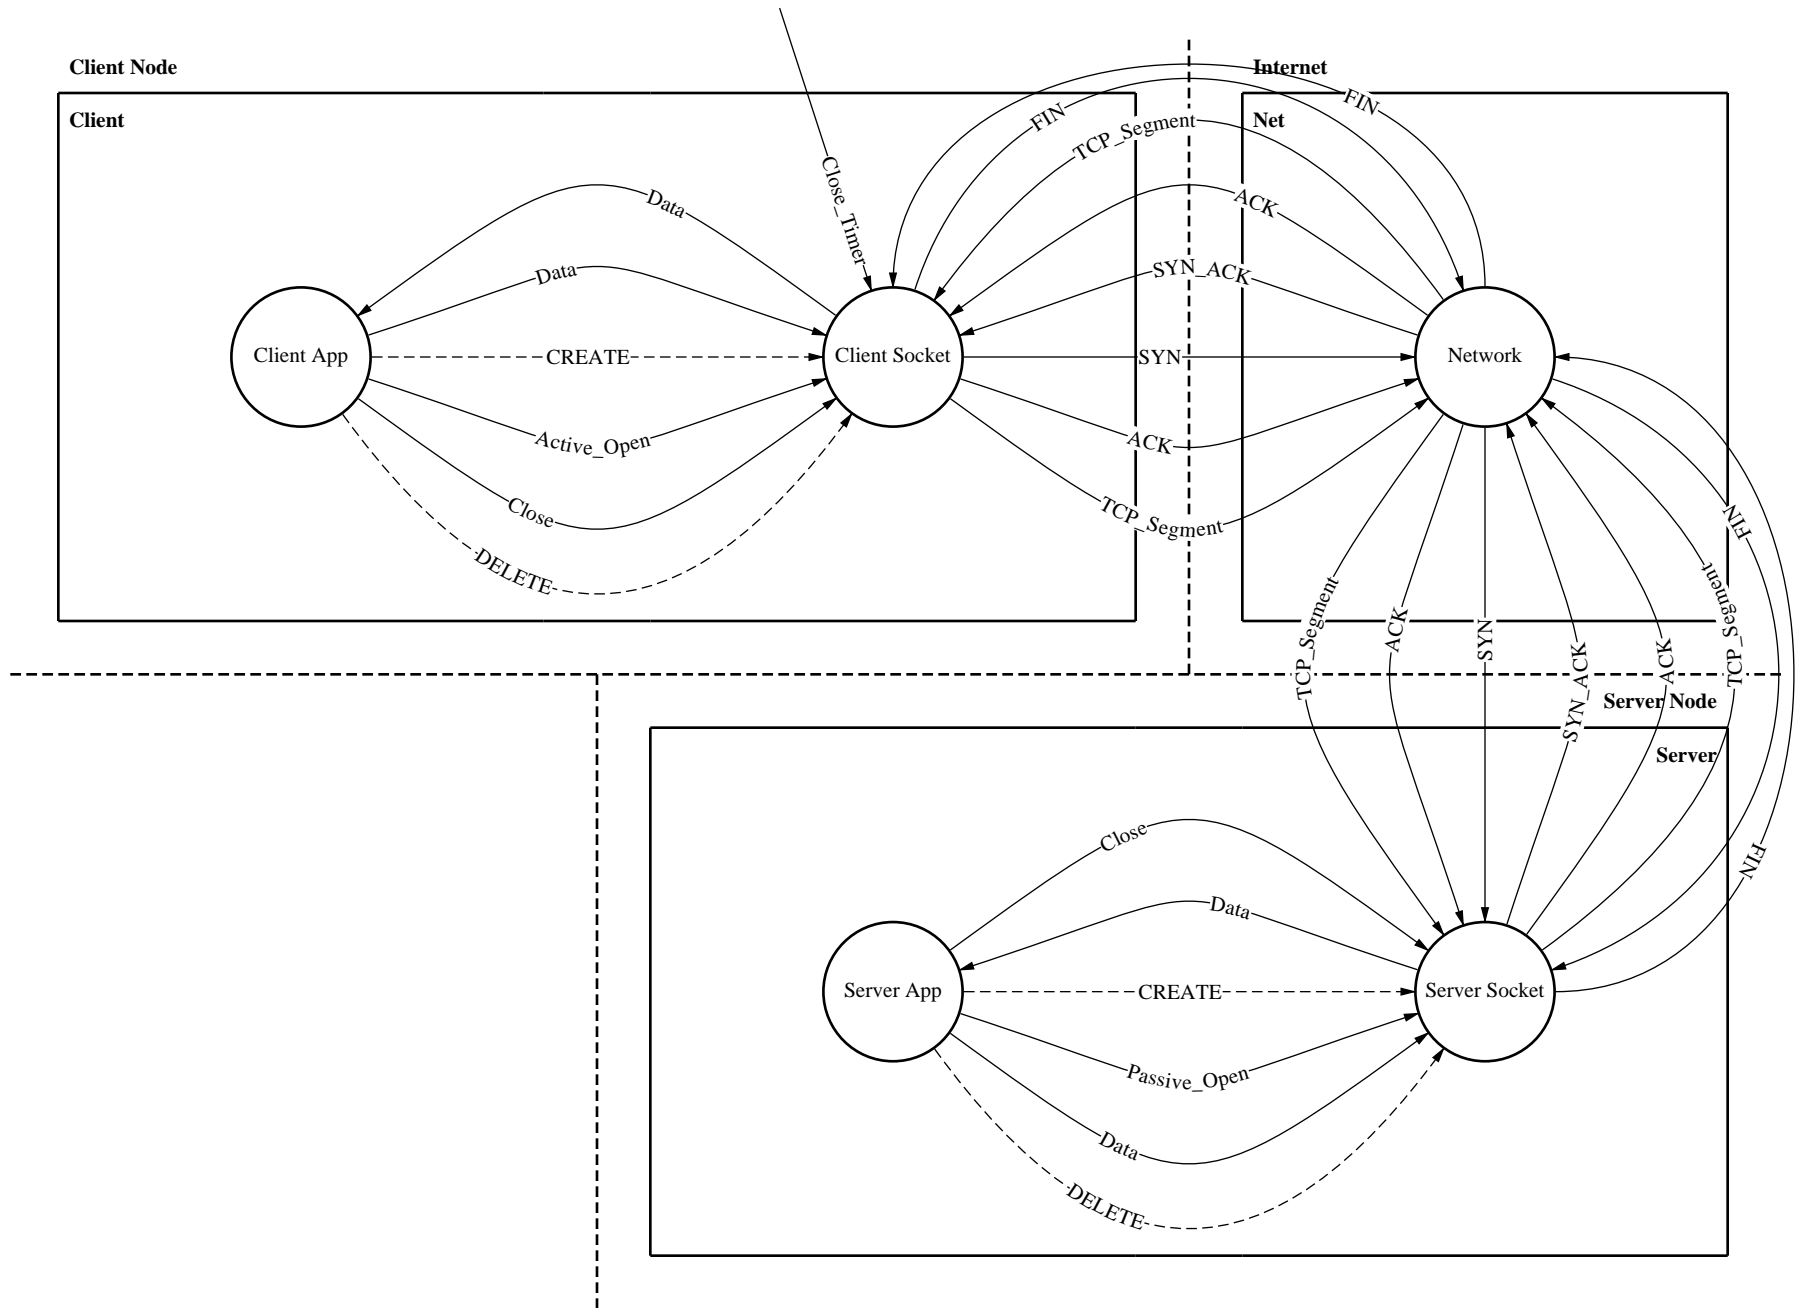 Client Node
Internet
Client
Net
FIN
FIN
TCP_Segment
Close_Timer
Data
ACK
Data
SYN_ACK
Client App
CREATE
Client Socket
SYN
Network
Active_Open
ACK
Close
TCP_Segment
FIN
DELETE
TCP_Segment
ACK
SYN
SYN_ACK
ACK
TCP_Segment
Server Node
Server
Close
FIN
Data
Server App
CREATE
Server Socket
Passive_Open
Data
DELETE